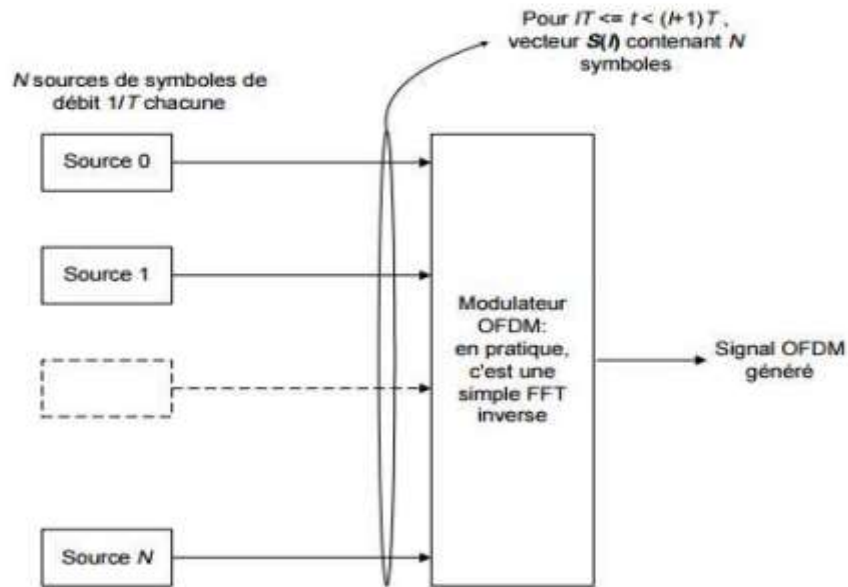 Pour lT <= t < (l+1)T ,
vecteur S(l) contenant N
symboles
N sources de symboles de
débit 1/T chacune
Source 0
Source 1
Modulateur
OFDM:
en pratique,
c'est une
simple FFT
inverse
Signal OFDM
généré
Source N